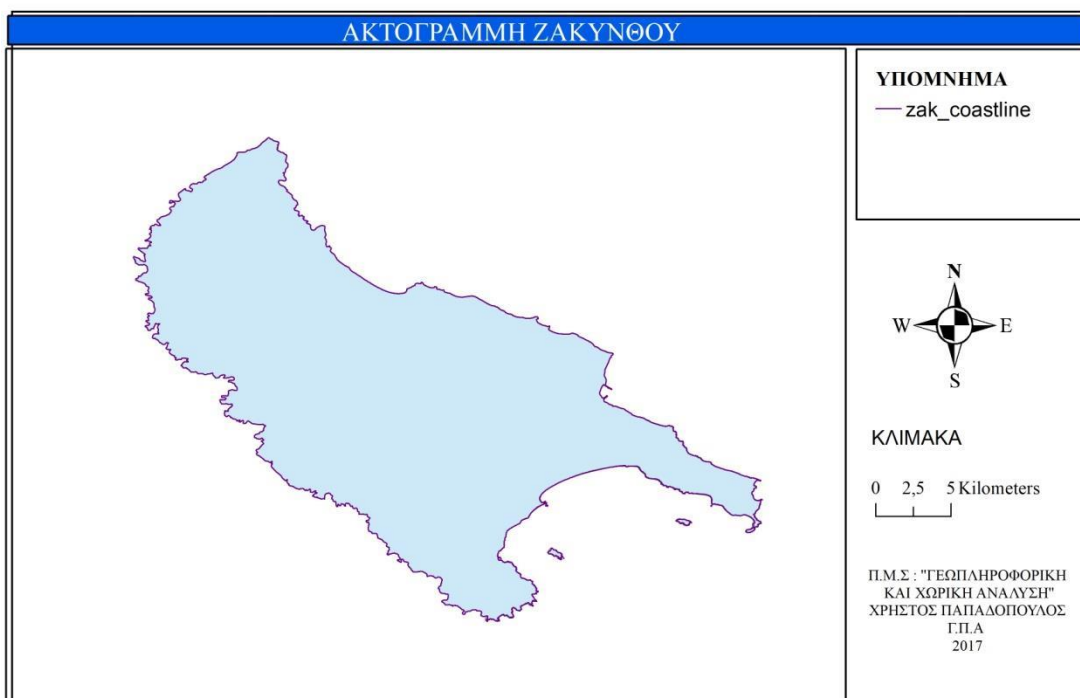 ΑΚΤΟΓΡΑΜΜΗ ΖΑΚΥΝΘΟΥ
ΥΠΟΜΝΗΜΑ
zak_coastline
N
W E
S
ΚΛΙΜΑΚΑ
0 2,5 5 Kilometers
Π.Μ.Σ : "ΓΕΩΠΛΗΡΟΦΟΡΙΚΗ
ΚΑΙ ΧΩΡΙΚΗ ΑΝΑΛΥΣΗ"
ΧΡΗΣΤΟΣ ΠΑΠΑΔΟΠΟΥΛΟΣ
Γ.Π.Α
2017